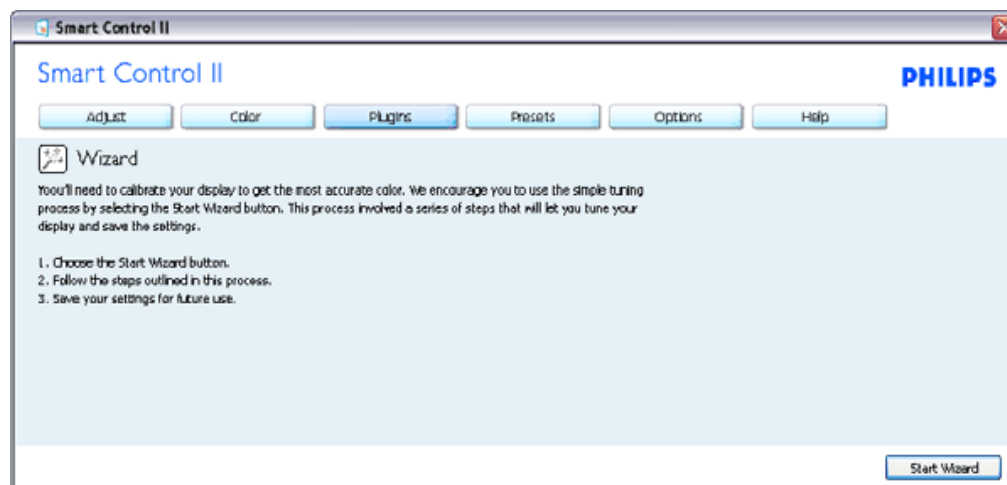 Smart Control II
Smart Control II
PHILIPS
Adjust Color Plugins Presets Options Help
Wizard
Yoou'll need to calibrate your display to get the most accurate color. We encourage you to use the simple tuning
process by selecting the Start Wizard button. This process involved a series of steps that will let you tune your
display and save the settings.
1. Choose the Start Wizard button.
2. Follow the steps outlined in this process.
3. Save your settings for future use.
Start Wizard